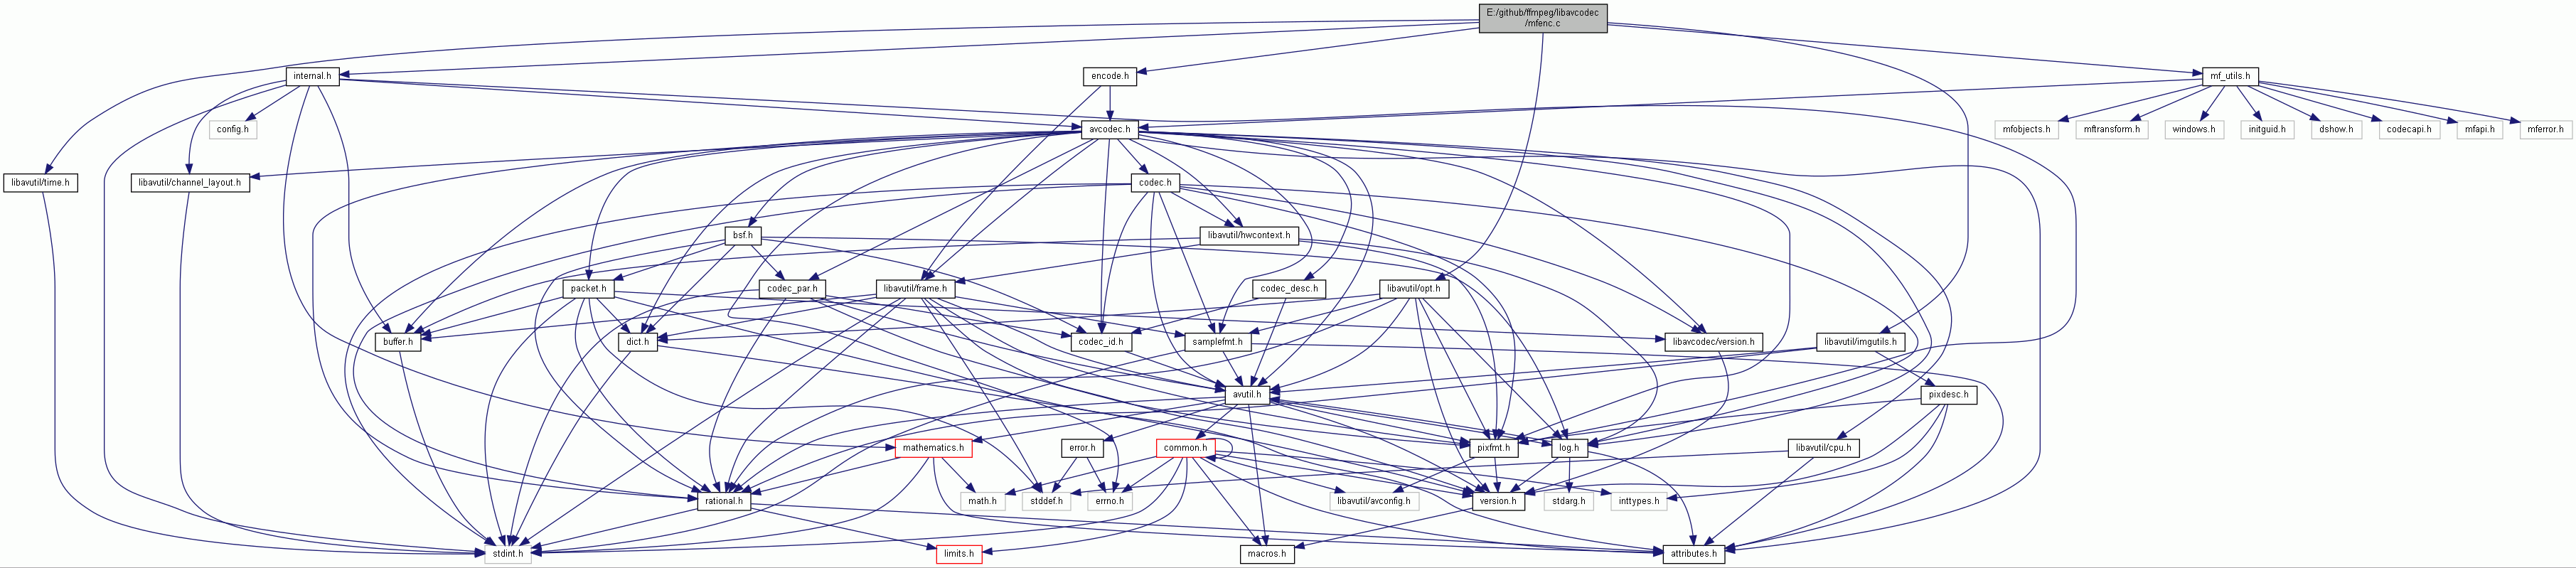 E:/github/ffmpeg/libavcodec
/mfenc.c
internal.h
encode.h
mf_utils.h
config.h
avcodec.h
mfobjects.h
mftransform.h
windows.h
initguid.h
dshow.h
codecapi.h
mfapi.h
mferror.h
libavutil/time.h
libavutil/channel_layout.h
codec.h
bsf.h
libavutil/hwcontext.h
packet.h
codec_par.h
libavutil/frame.h
codec_desc.h
libavutil/opt.h
buffer.h
dict.h
codec_id.h
samplefmt.h
libavcodec/version.h
libavutil/imgutils.h
avutil.h
pixdesc.h
mathematics.h
error.h
common.h
pixfmt.h
log.h
libavutil/cpu.h
rational.h
math.h
stddef.h
errno.h
libavutil/avconfig.h
version.h
stdarg.h
inttypes.h
stdint.h
limits.h
macros.h
attributes.h